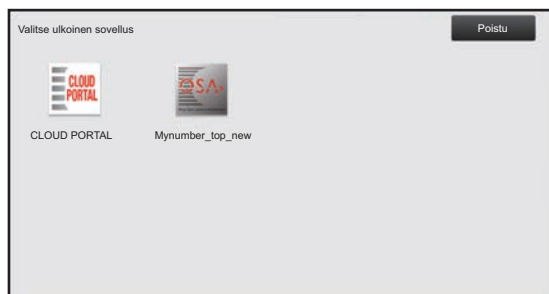 Valitse ulkoinen sovellus
Poistu
CLOUD
PORTAL
OSA
CLOUD PORTAL
Mynumber_top_new